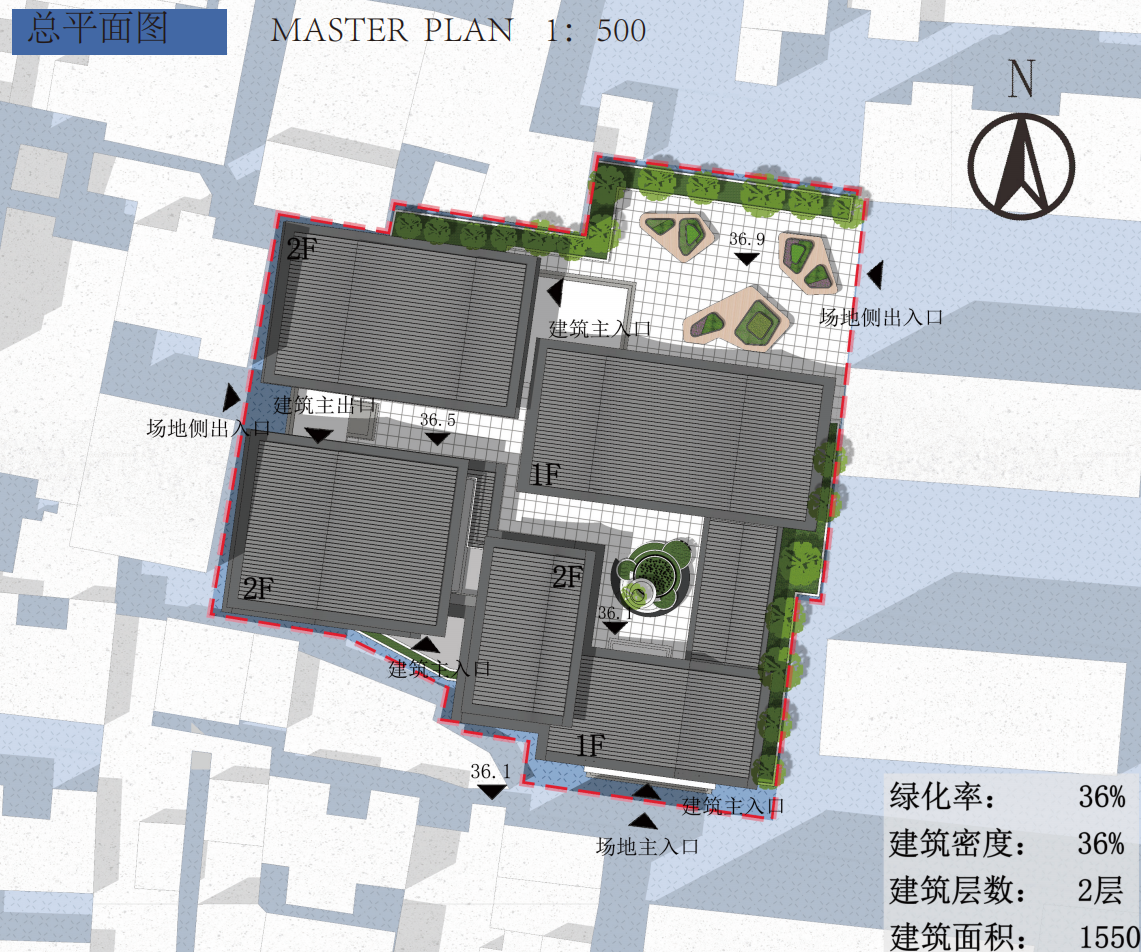 总平面图
MASTER PLAN 1: 500
N
2F
36.9
建筑主入口
场地侧出入口
建筑主出口
36.5
场地侧出入口
1F
2F
2F
36.1
建筑主入口
1F
36.1
建筑主入口
场地主入口
绿化率： 36%
建筑密度： 36%
建筑层数： 2层
建筑面积： 1550